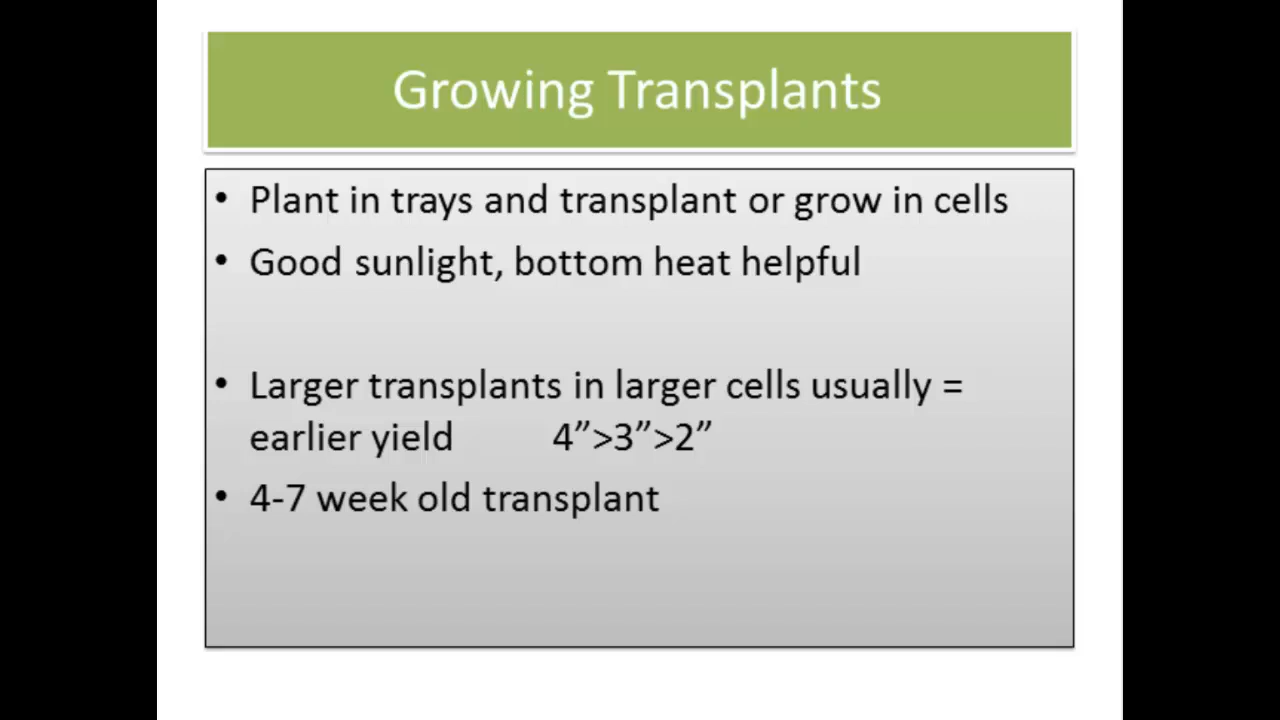 Growing Transplants
• Plant in trays and transplant or grow in cells
• Good sunlight, bottom heat helpful
• Larger transplants in larger cells usually =
earlier yield 4”>3”>2”
• 4-7 week old transplant